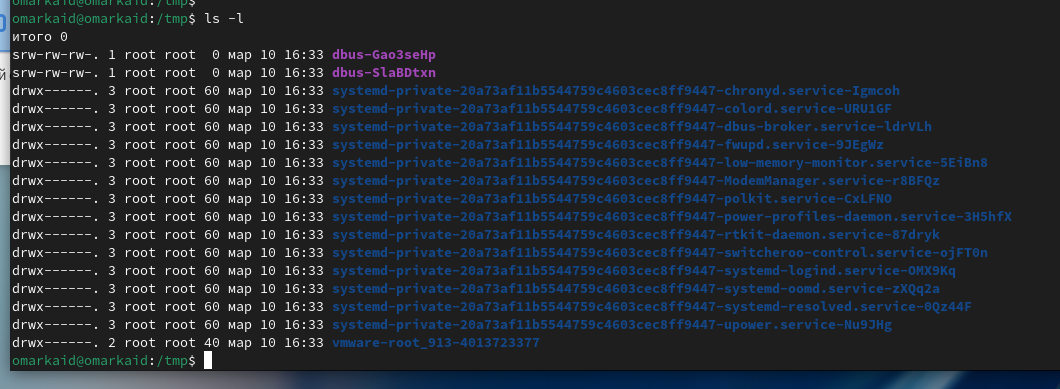 omarkaid@omarkaid:/tmp$
omarkaid@omarkaid:/tmp$ ls -l
итого 0
srw-rw-rw-. 1 root root  0 мар 10 16:33 dbus-Gao3seHp
srw-rw-rw-. 1 root root  0 мар 10 16:33 dbus-SlaBDtxn
drwx------. 3 root root 60 мар 10 16:33 systemd-private-20a73af11b5544759c4603cec8ff9447-chronyd.service-Igmcoh
drwx------. 3 root root 60 мар 10 16:33 systemd-private-20a73af11b5544759c4603cec8ff9447-colord.service-URU1GF
drwx------. 3 root root 60 мар 10 16:33 systemd-private-20a73af11b5544759c4603cec8ff9447-dbus-broker.service-ldrVLh
drwx------. 3 root root 60 мар 10 16:33 systemd-private-20a73af11b5544759c4603cec8ff9447-fwupd.service-9JEgWz
drwx------. 3 root root 60 мар 10 16:33 systemd-private-20a73af11b5544759c4603cec8ff9447-low-memory-monitor.service-5EiBn8
drwx------. 3 root root 60 мар 10 16:33 systemd-private-20a73af11b5544759c4603cec8ff9447-ModemManager.service-r8BFQz
drwx------. 3 root root 60 мар 10 16:33 systemd-private-20a73af11b5544759c4603cec8ff9447-polkit.service-CxLFNO
drwx------. 3 root root 60 мар 10 16:33 systemd-private-20a73af11b5544759c4603cec8ff9447-power-profiles-daemon.service-3H5hfX
drwx------. 3 root root 60 мар 10 16:33 systemd-private-20a73af11b5544759c4603cec8ff9447-rtkit-daemon.service-87dryk
drwx------. 3 root root 60 мар 10 16:33 systemd-private-20a73af11b5544759c4603cec8ff9447-switcheroo-control.service-ojFT0n
drwx------. 3 root root 60 мар 10 16:33 systemd-private-20a73af11b5544759c4603cec8ff9447-systemd-logind.service-OMX9Kq
drwx------. 3 root root 60 мар 10 16:33 systemd-private-20a73af11b5544759c4603cec8ff9447-systemd-oomd.service-zXQq2a
drwx------. 3 root root 60 мар 10 16:33 systemd-private-20a73af11b5544759c4603cec8ff9447-systemd-resolved.service-0Qz44F
drwx------. 3 root root 60 мар 10 16:33 systemd-private-20a73af11b5544759c4603cec8ff9447-upower.service-Nu9JHg
drwx------. 2 root root 40 мар 10 16:33 vmware-root_913-4013723377
omarkaid@omarkaid:/tmp$